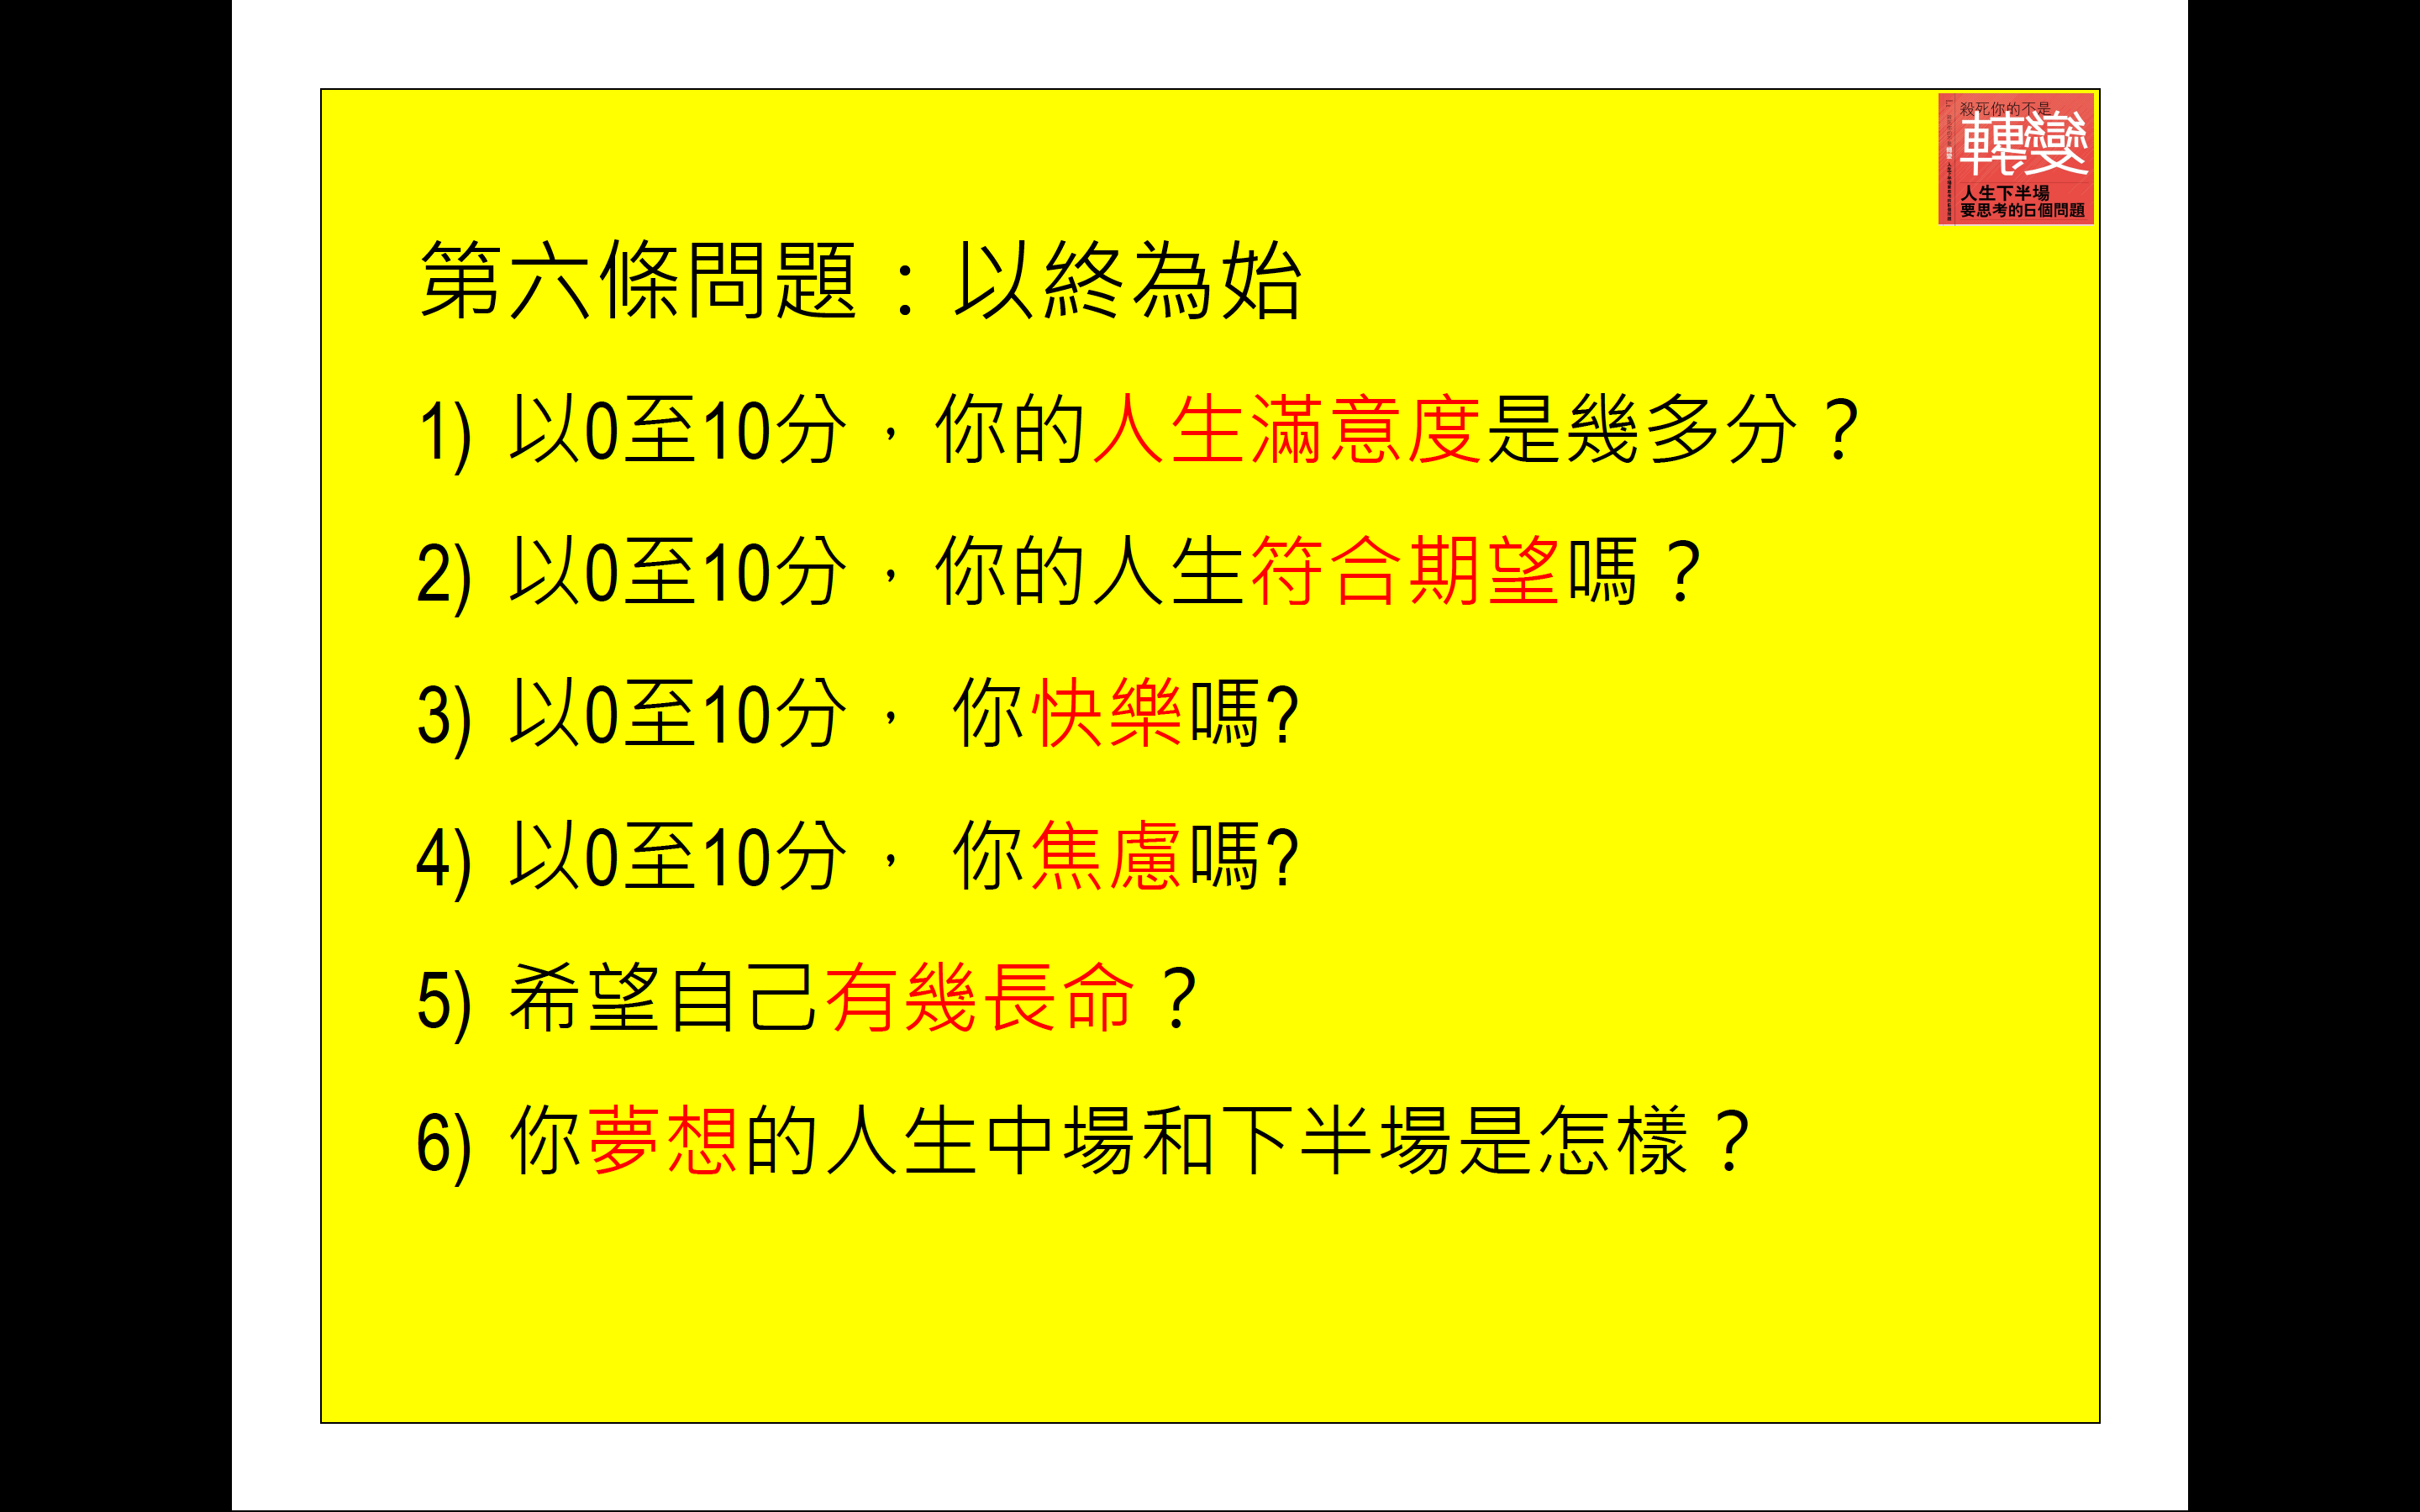 殺死你的不是
轉變
人生下半場
要思考的6個問題
第六條問題：以終為始
1) 以0至10分，你的人生滿意度是幾多分？
2) 以0至10分，你的人生符合期望嗎？
3) 以0至10分， 你快樂嗎?
4) 以0至10分， 你焦慮嗎?
5) 希望自己有幾長命？
6) 你夢想的人生中場和下半場是怎樣？